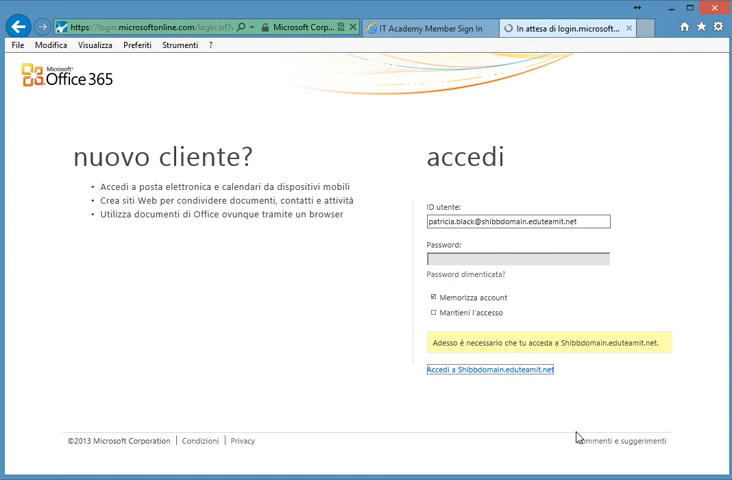 https://login.microsoftonline.com/login.srf?
Microsoft Corp...
IT Academy Member Sign In
In attesa di login.microsoft...
File Modifica Visualizza Preferiti Strumenti ?
Microsoft
Office 365
nuovo cliente?
• Accedi a posta elettronica e calendari da dispositivi mobili
• Crea siti Web per condividere documenti, contatti e attività
• Utilizza documenti di Office ovunque tramite un browser
accedi
ID utente:
patricia.black@shibbdomain.eduteamit.net
Password:
Password dimenticata?
Memorizza account
Mantieni l'accesso
Adesso è necessario che tu acceda a Shibbdomain.eduteamit.net.
Accedi a Shibbdomain.eduteamit.net
©2013 Microsoft Corporation | Condizioni | Privacy
Commenti e suggerimenti